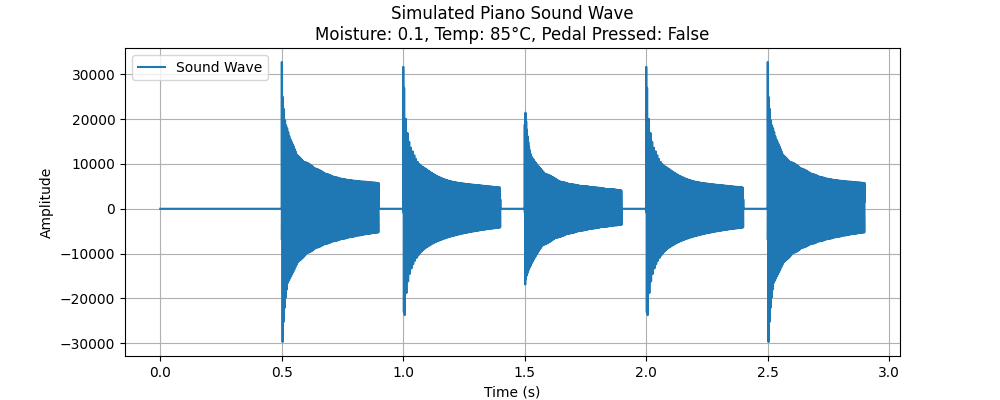 Simulated Piano Sound Wave
Moisture: 0.1, Temp: 85°C, Pedal Pressed: False
Sound Wave
30000
20000
10000
0
−10000
−20000
−30000
Amplitude
0.0 0.5 1.0 1.5 2.0 2.5 3.0
Time (s)